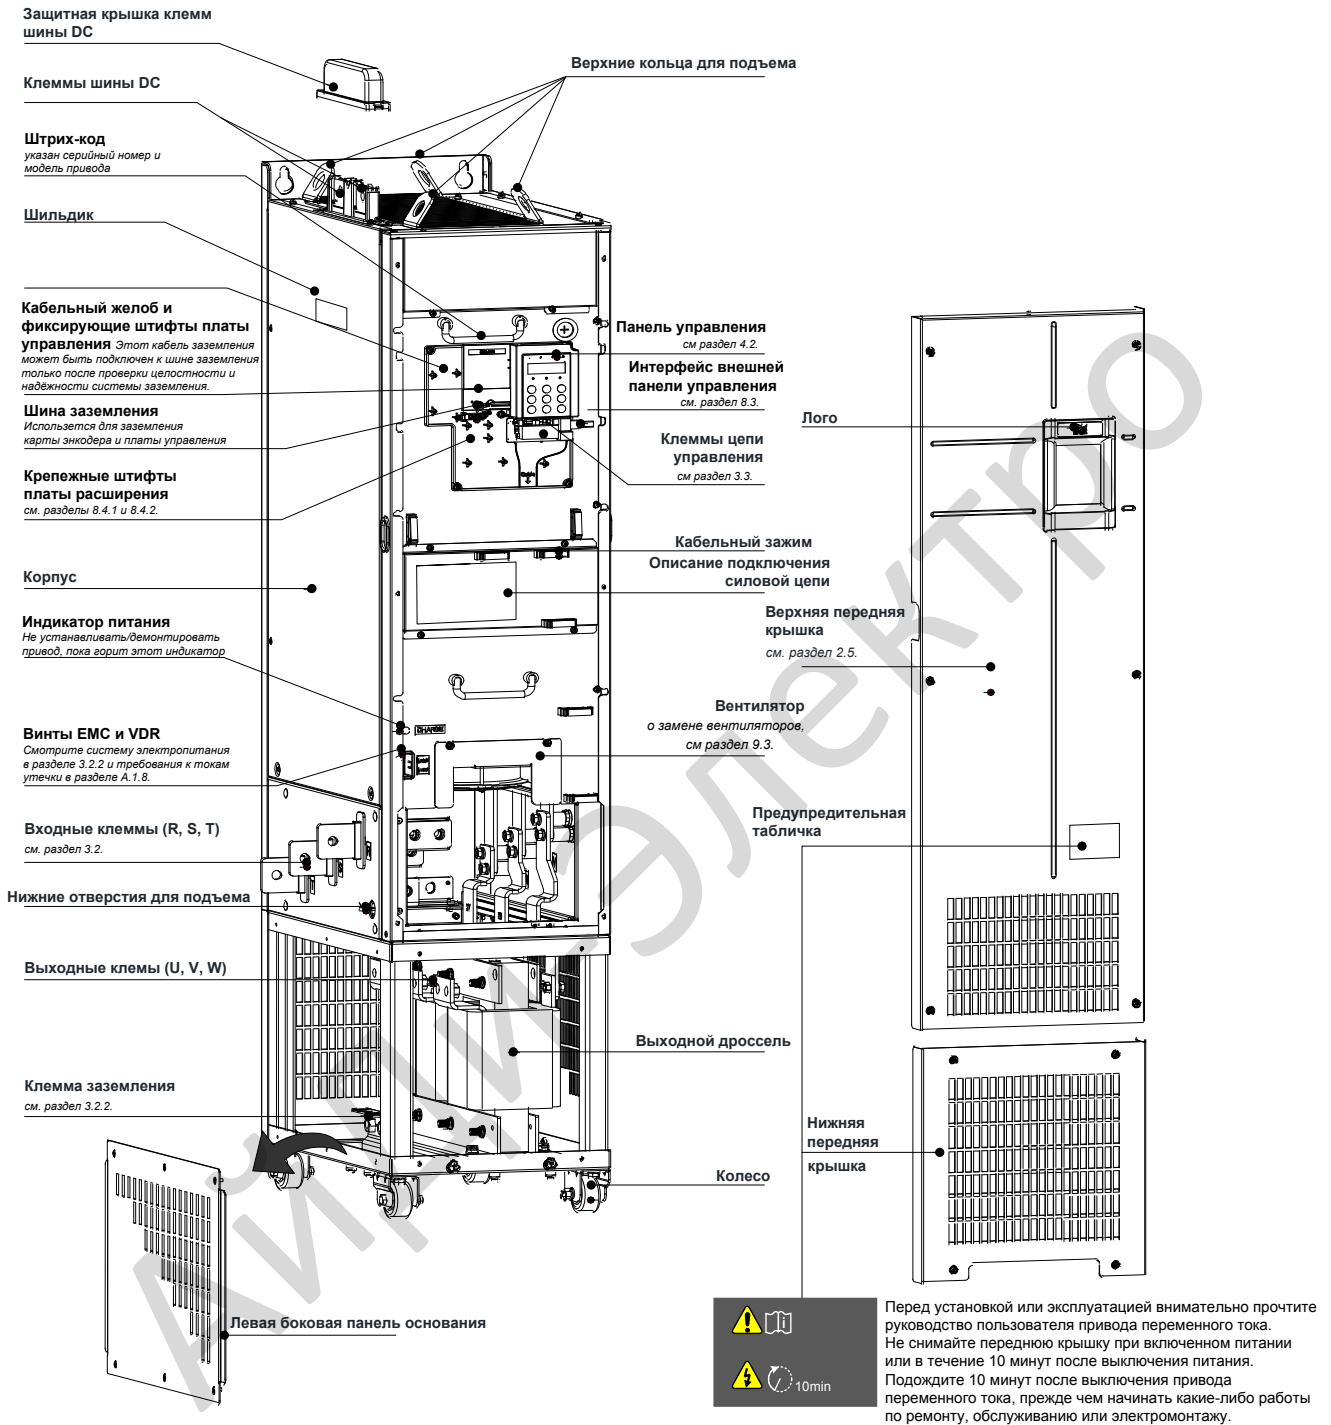 Защитная крышка клемм
шины DC
Клеммы шины DC
Штрих-код
указан серийный номер и
модель привода
Шильдик
Кабельный желоб и
фиксирующие штифты платы
управления Этот кабель заземления
может быть подключен к шине заземления
только после проверки целостности и
надёжности системы заземления.
Шина заземления
Использется для заземления
карты энкодера и платы управления
Крепежные штифты
платы расширения
см. разделы 8.4.1 и 8.4.2.
Корпус
Индикатор питания
Не устанавливать/демонтировать
привод, пока горит этот индикатор
Винты EMC и VDR
Смотрите систему электропитания
в разделе 3.2.2 и требования к токам
утечки в разделе A.1.8.
Входные клеммы (R, S, T)
см. раздел 3.2.
Нижние отверстия для подъема
Выходные клемы (U, V, W)
Клемма заземления
см. раздел 3.2.2.
Левая боковая панель основания
Верхние кольца для подъема
Панель управления
см раздел 4.2.
Интерфейс внешней
панели управления
см. раздел 8.3.
Клеммы цепи
управления
см раздел 3.3.
Кабельный зажим
Описание подключения
силовой цепи
CHARGE
Вентилятор
о замене вентиляторов,
см раздел 9.3.
Выходной дроссель
Колесо
Лого
Верхняя передняя
крышка
см. раздел 2.5.
Предупредительная
табличка
Нижняя
передняя
крышка
10min
Перед установкой или эксплуатацией внимательно прочтите
руководство пользователя привода переменного тока.
Не снимайте переднюю крышку при включенном питании
или в течение 10 минут после выключения питания.
Подождите 10 минут после выключения привода
переменного тока, прежде чем начинать какие-либо работы
по ремонту, обслуживанию или электромонтажу.
АйДи-Электро